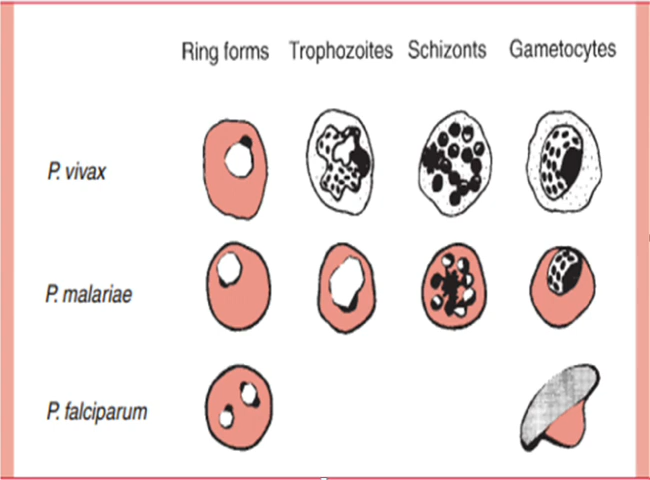 Ring forms Trophozoites Schizonts Gametocytes
P. vivax
P. malariae
P. falciparum